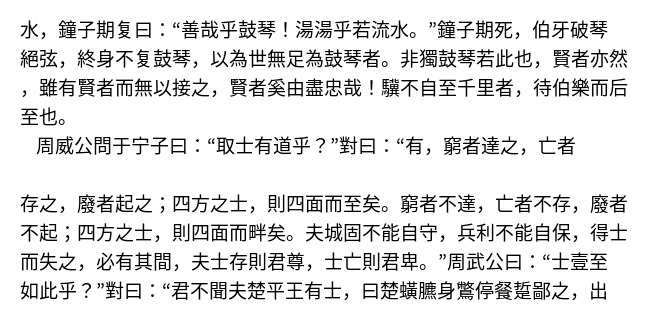 水，鐘子期复曰：“善哉乎鼓琴！湯湯乎若流水。”鐘子期死，伯牙破琴
絕弦，終身不复鼓琴，以為世無足為鼓琴者。非獨鼓琴若此也，賢者亦然
，雖有賢者而無以接之，賢者奚由盡忠哉！驥不自至千里者，待伯樂而后
至也。
周威公問于宁子曰：“取士有道乎？”對曰：“有，窮者達之，亡者
存之，廢者起之；四方之士，則四面而至矣。窮者不達，亡者不存，廢者
不起；四方之士，則四面而畔矣。夫城固不能自守，兵利不能自保，得士
而失之，必有其間，夫士存則君尊，士亡則君卑。”周武公曰：“士壹至
如此乎？”對曰：“君不聞夫楚平王有士，曰楚蟥臕身鷩停餐踅鄙之，出